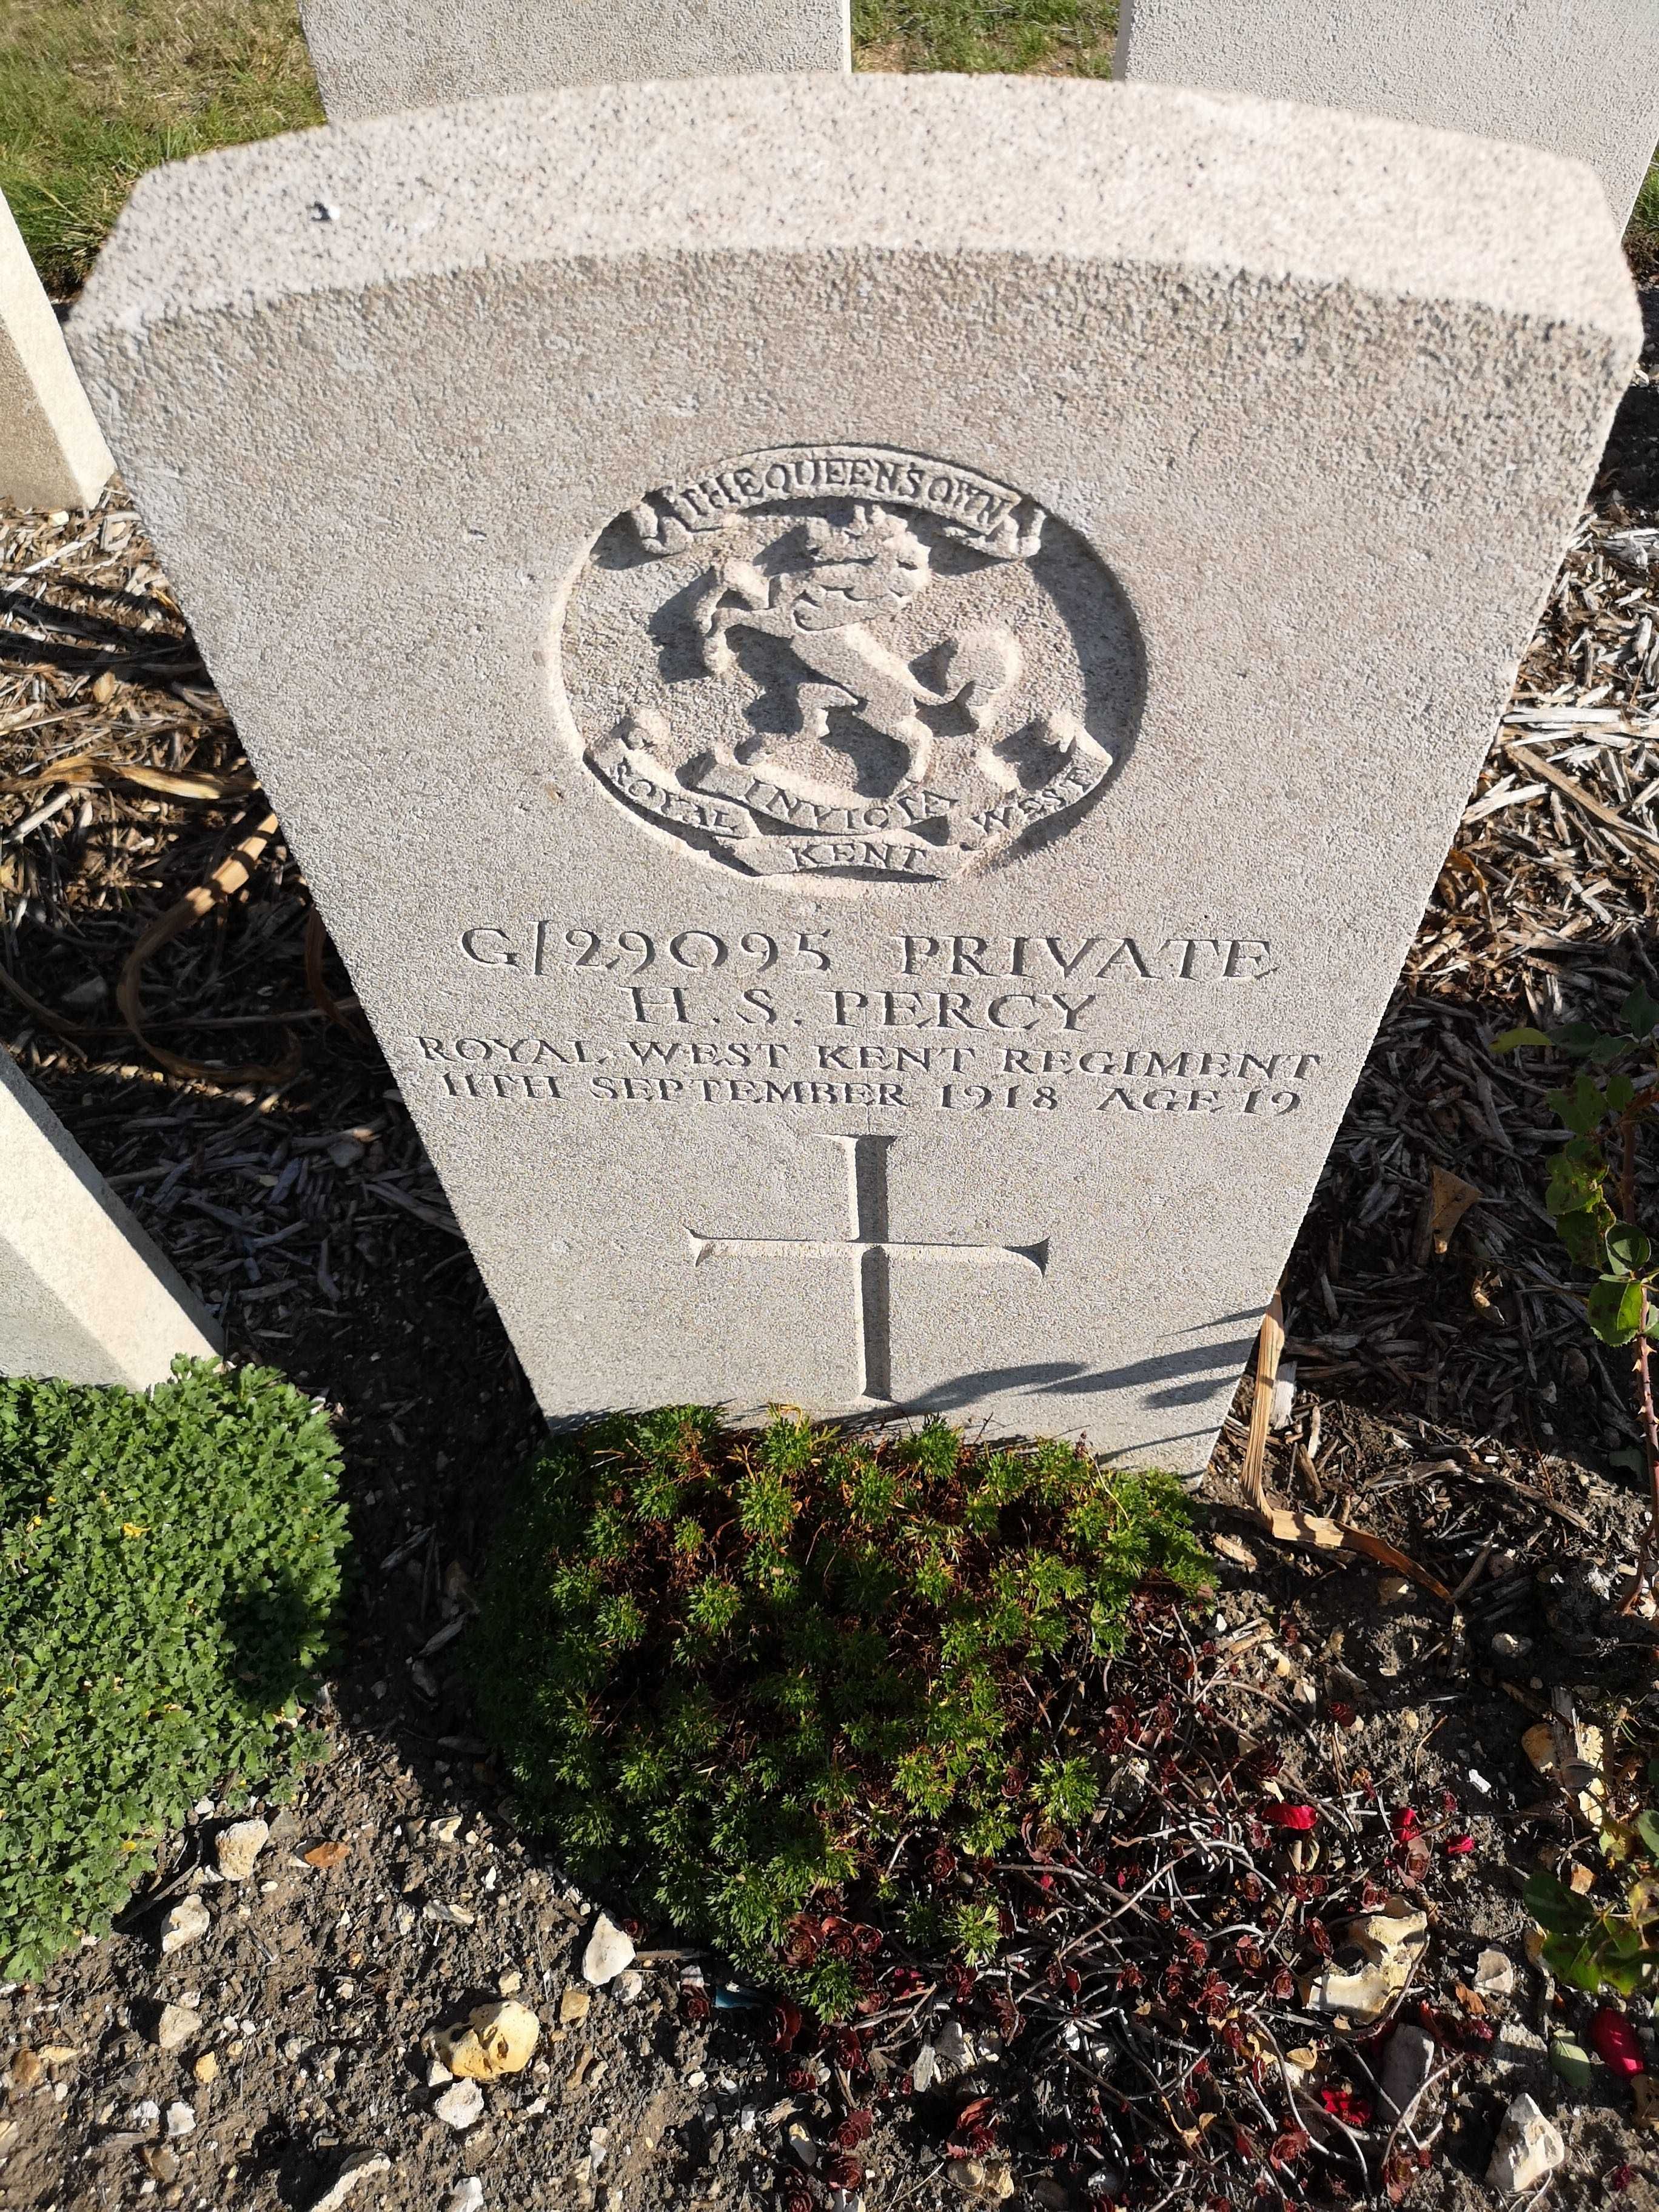 THE QUEEN'S OWN
INVICTA
ROYAL WEST
KENT
G/29095 PRIVATE
H.S. PERCY
ROYAL WEST KENT REGIMENT
11TH SEPTEMBER 1918 AGE 19